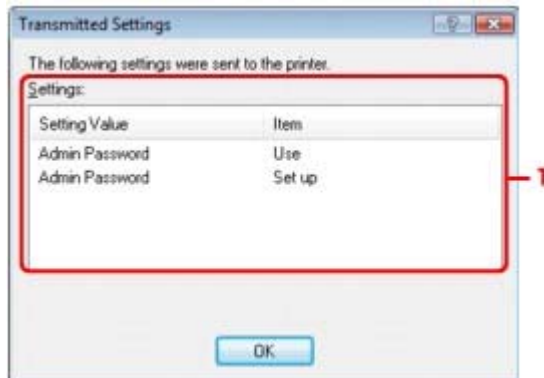 Transmitted Settings
The following settings were sent to the printer.
Settings:
Setting Value Item
Admin Password Use
Admin Password Set up
1
OK